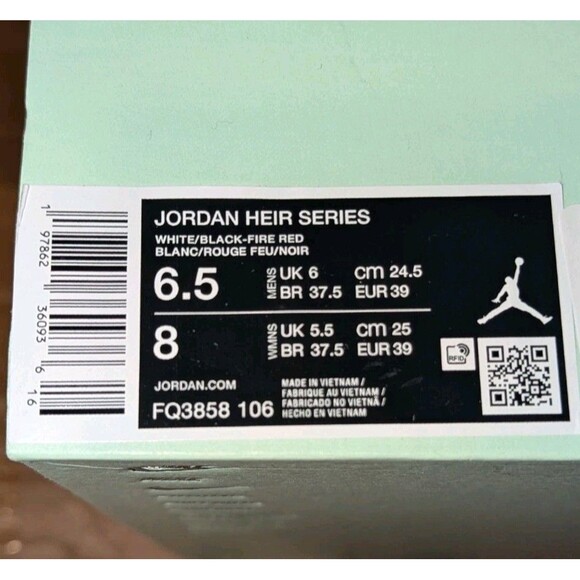 JORDAN HEIR SERIES
WHITE/BLACK-FIRE RED
BLANC/ROUGE FEU/NOIR
6.5 MENS UK 6 cm 24.5
BR 37.5 EUR 39
8 WMNS UK 5.5 cm 25
BR 37.5 EUR 39
RFID
JORDAN.COM
FQ3858 106
MADE IN VIETNAM /
FABRIQUE AU VIETNAM /
FABRICADO NO VIETNÃ /
HECHO EN VIETNAM
1 97862 36093 6 16